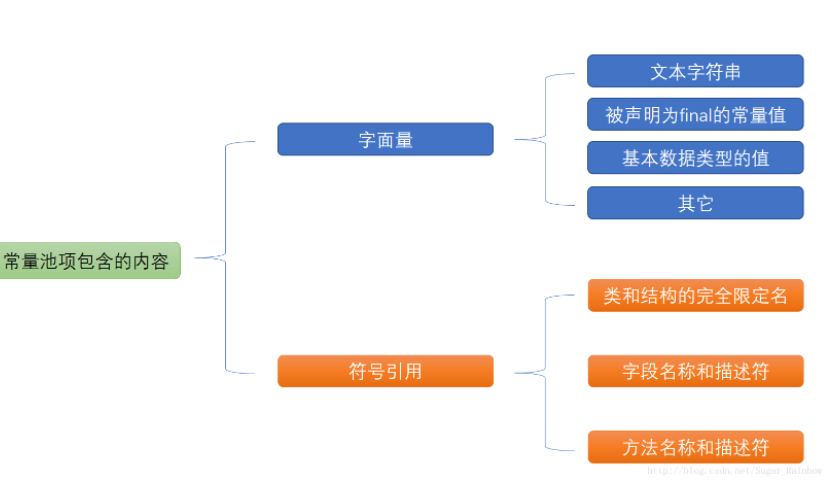 文本字符串
被声明为final的常量值
字面量
基本数据类型的值
其它
常量池项包含的内容
类和结构的完全限定名
符号引用
字段名称和描述符
方法名称和描述符
http://blog.csdn.net/Sugar_Rainbow